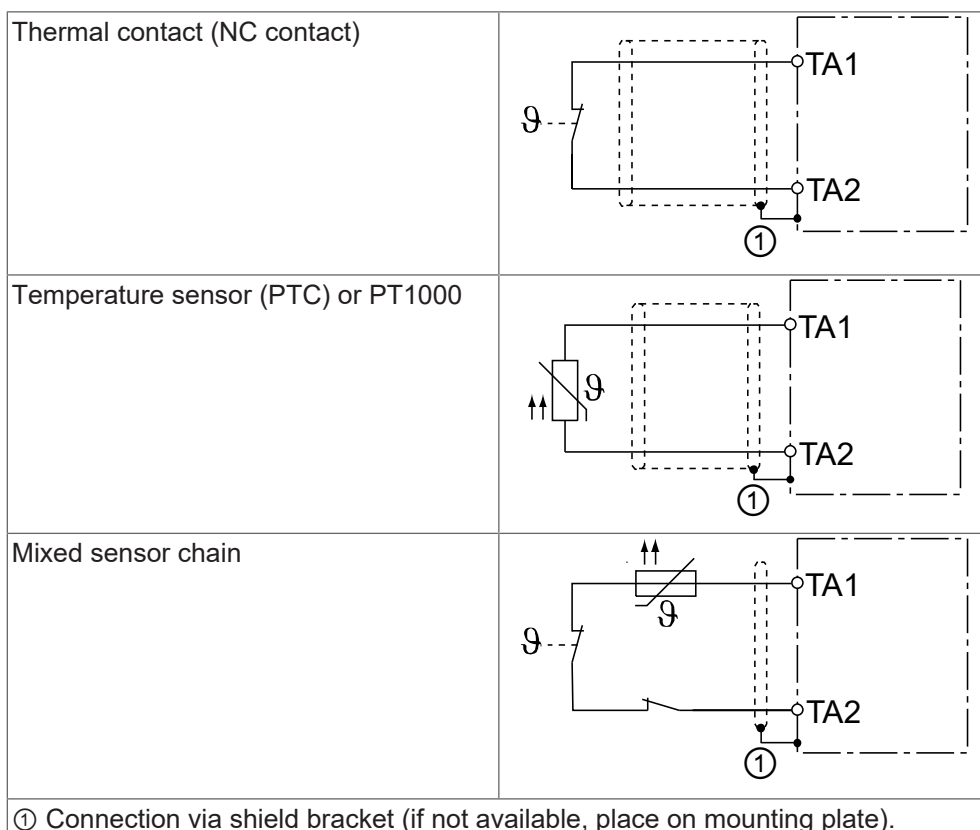 Thermal contact (NC contact)
TA1
ϑ
TA2
①
Temperature sensor (PTC) or PT1000
TA1
ϑ
TA2
①
Mixed sensor chain
TA1
ϑ
ϑ
TA2
①
① Connection via shield bracket (if not available, place on mounting plate).